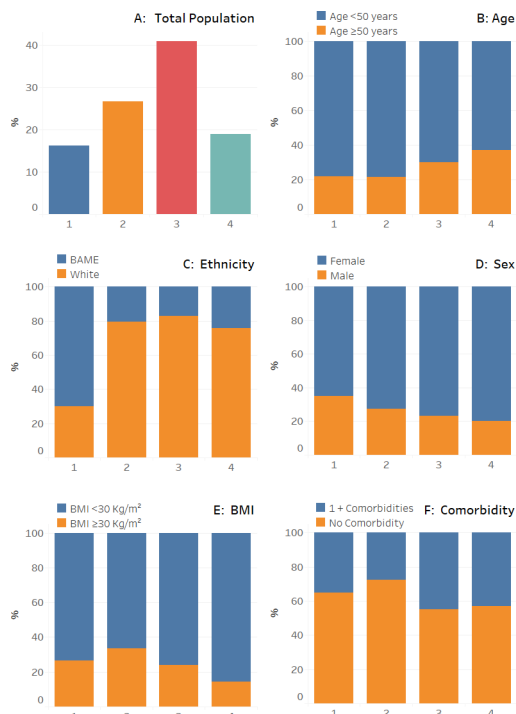 A: Total Population
%
40
30
20
10
0
1 2 3 4
B: Age
Age <50 years
Age ≥50 years
%
100
80
60
40
20
0
1 2 3 4
C: Ethnicity
BAME
White
%
100
80
60
40
20
0
1 2 3 4
D: Sex
Female
Male
%
100
80
60
40
20
0
1 2 3 4
E: BMI
BMI <30 Kg/m²
BMI ≥30 Kg/m²
%
100
80
60
40
20
0
F: Comorbidity
1 + Comorbidities
No Comorbidity
%
100
80
60
40
20
0